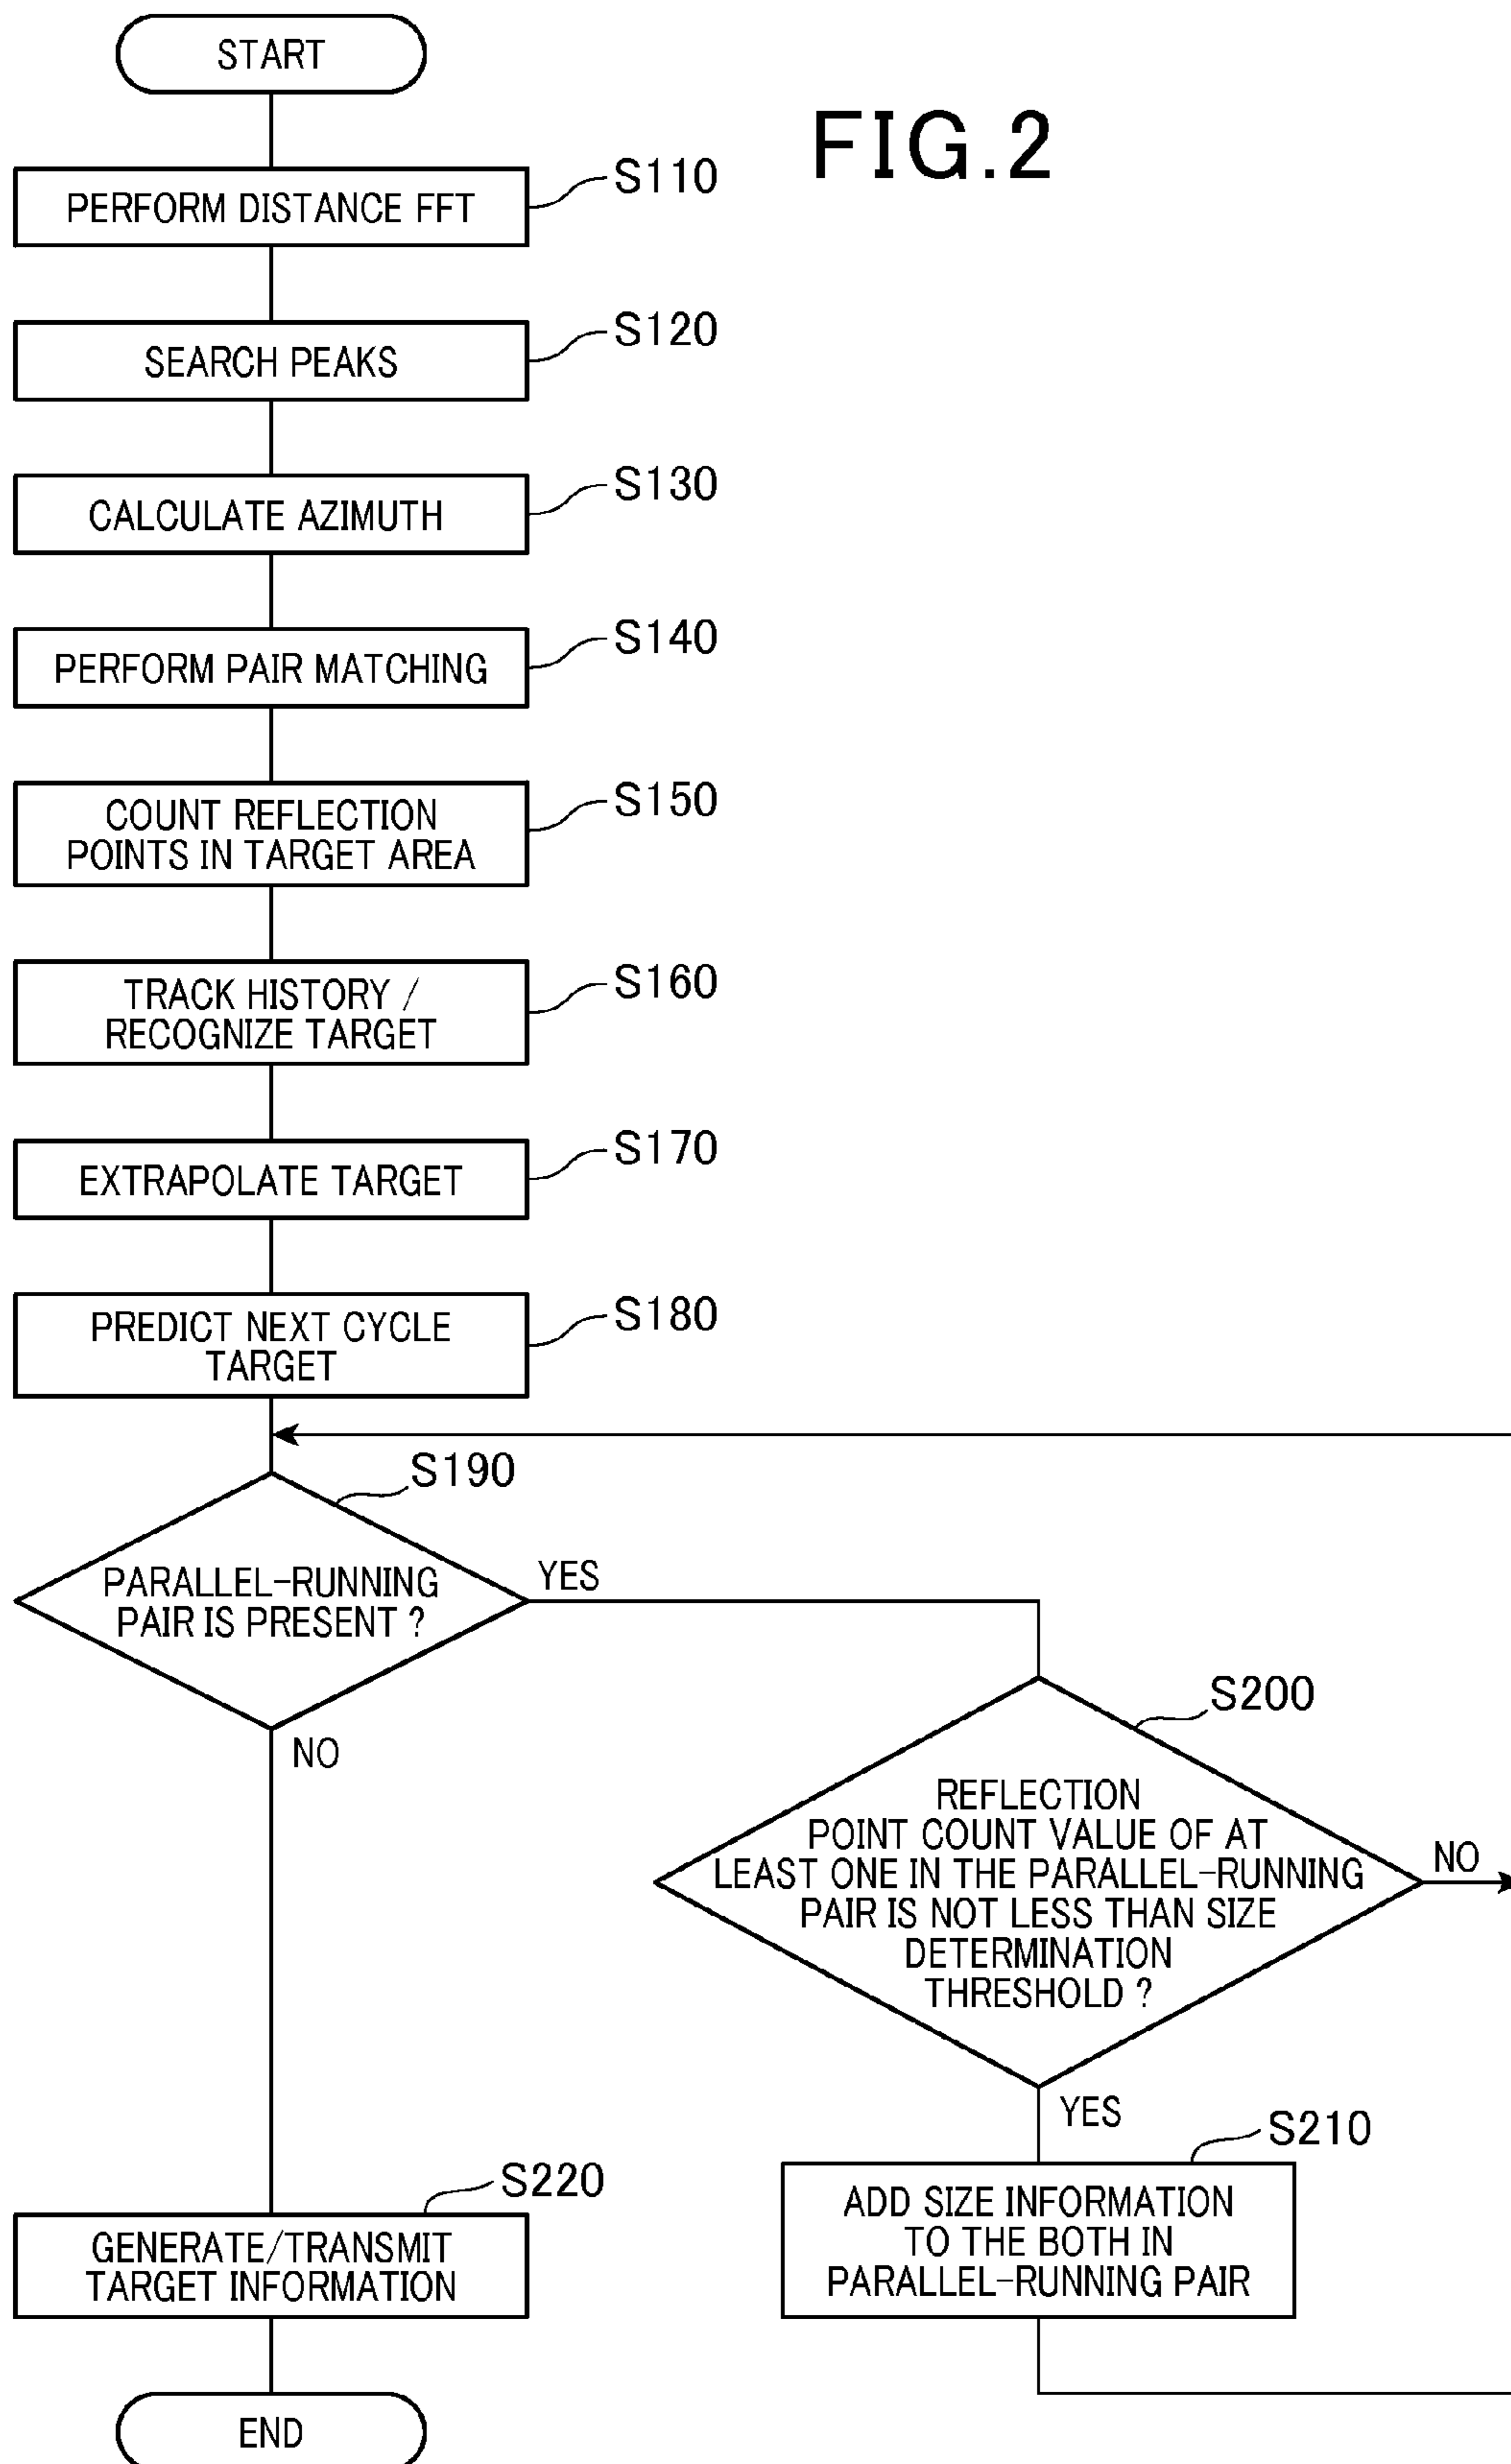 START
FIG.2
S110
PERFORM DISTANCE FFT
S120
SEARCH PEAKS
S130
CALCULATE AZIMUTH
S140
PERFORM PAIR MATCHING
S150
COUNT REFLECTION
POINTS IN TARGET AREA
S160
TRACK HISTORY /
RECOGNIZE TARGET
S170
EXTRAPOLATE TARGET
S180
PREDICT NEXT CYCLE
TARGET
S190
PARALLEL-RUNNING
PAIR IS PRESENT ?
YES
NO
S200
REFLECTION
POINT COUNT VALUE OF AT
LEAST ONE IN THE PARALLEL-RUNNING
PAIR IS NOT LESS THAN SIZE
DETERMINATION
THRESHOLD ?
NO
YES
S210
ADD SIZE INFORMATION
TO THE BOTH IN
PARALLEL-RUNNING PAIR
S220
GENERATE/TRANSMIT
TARGET INFORMATION
END